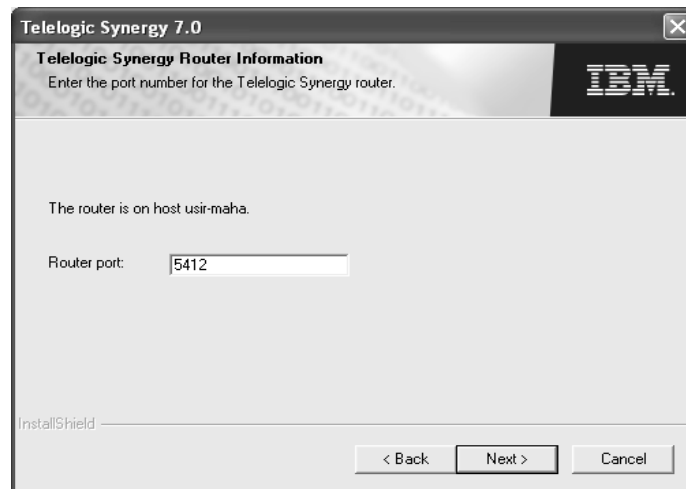 Telelogic Synergy 7.0
Telelogic Synergy Router Information
Enter the port number for the Telelogic Synergy router.
IBM.
The router is on host usir-maha.
Router port: 5412
InstallShield
< Back Next > Cancel